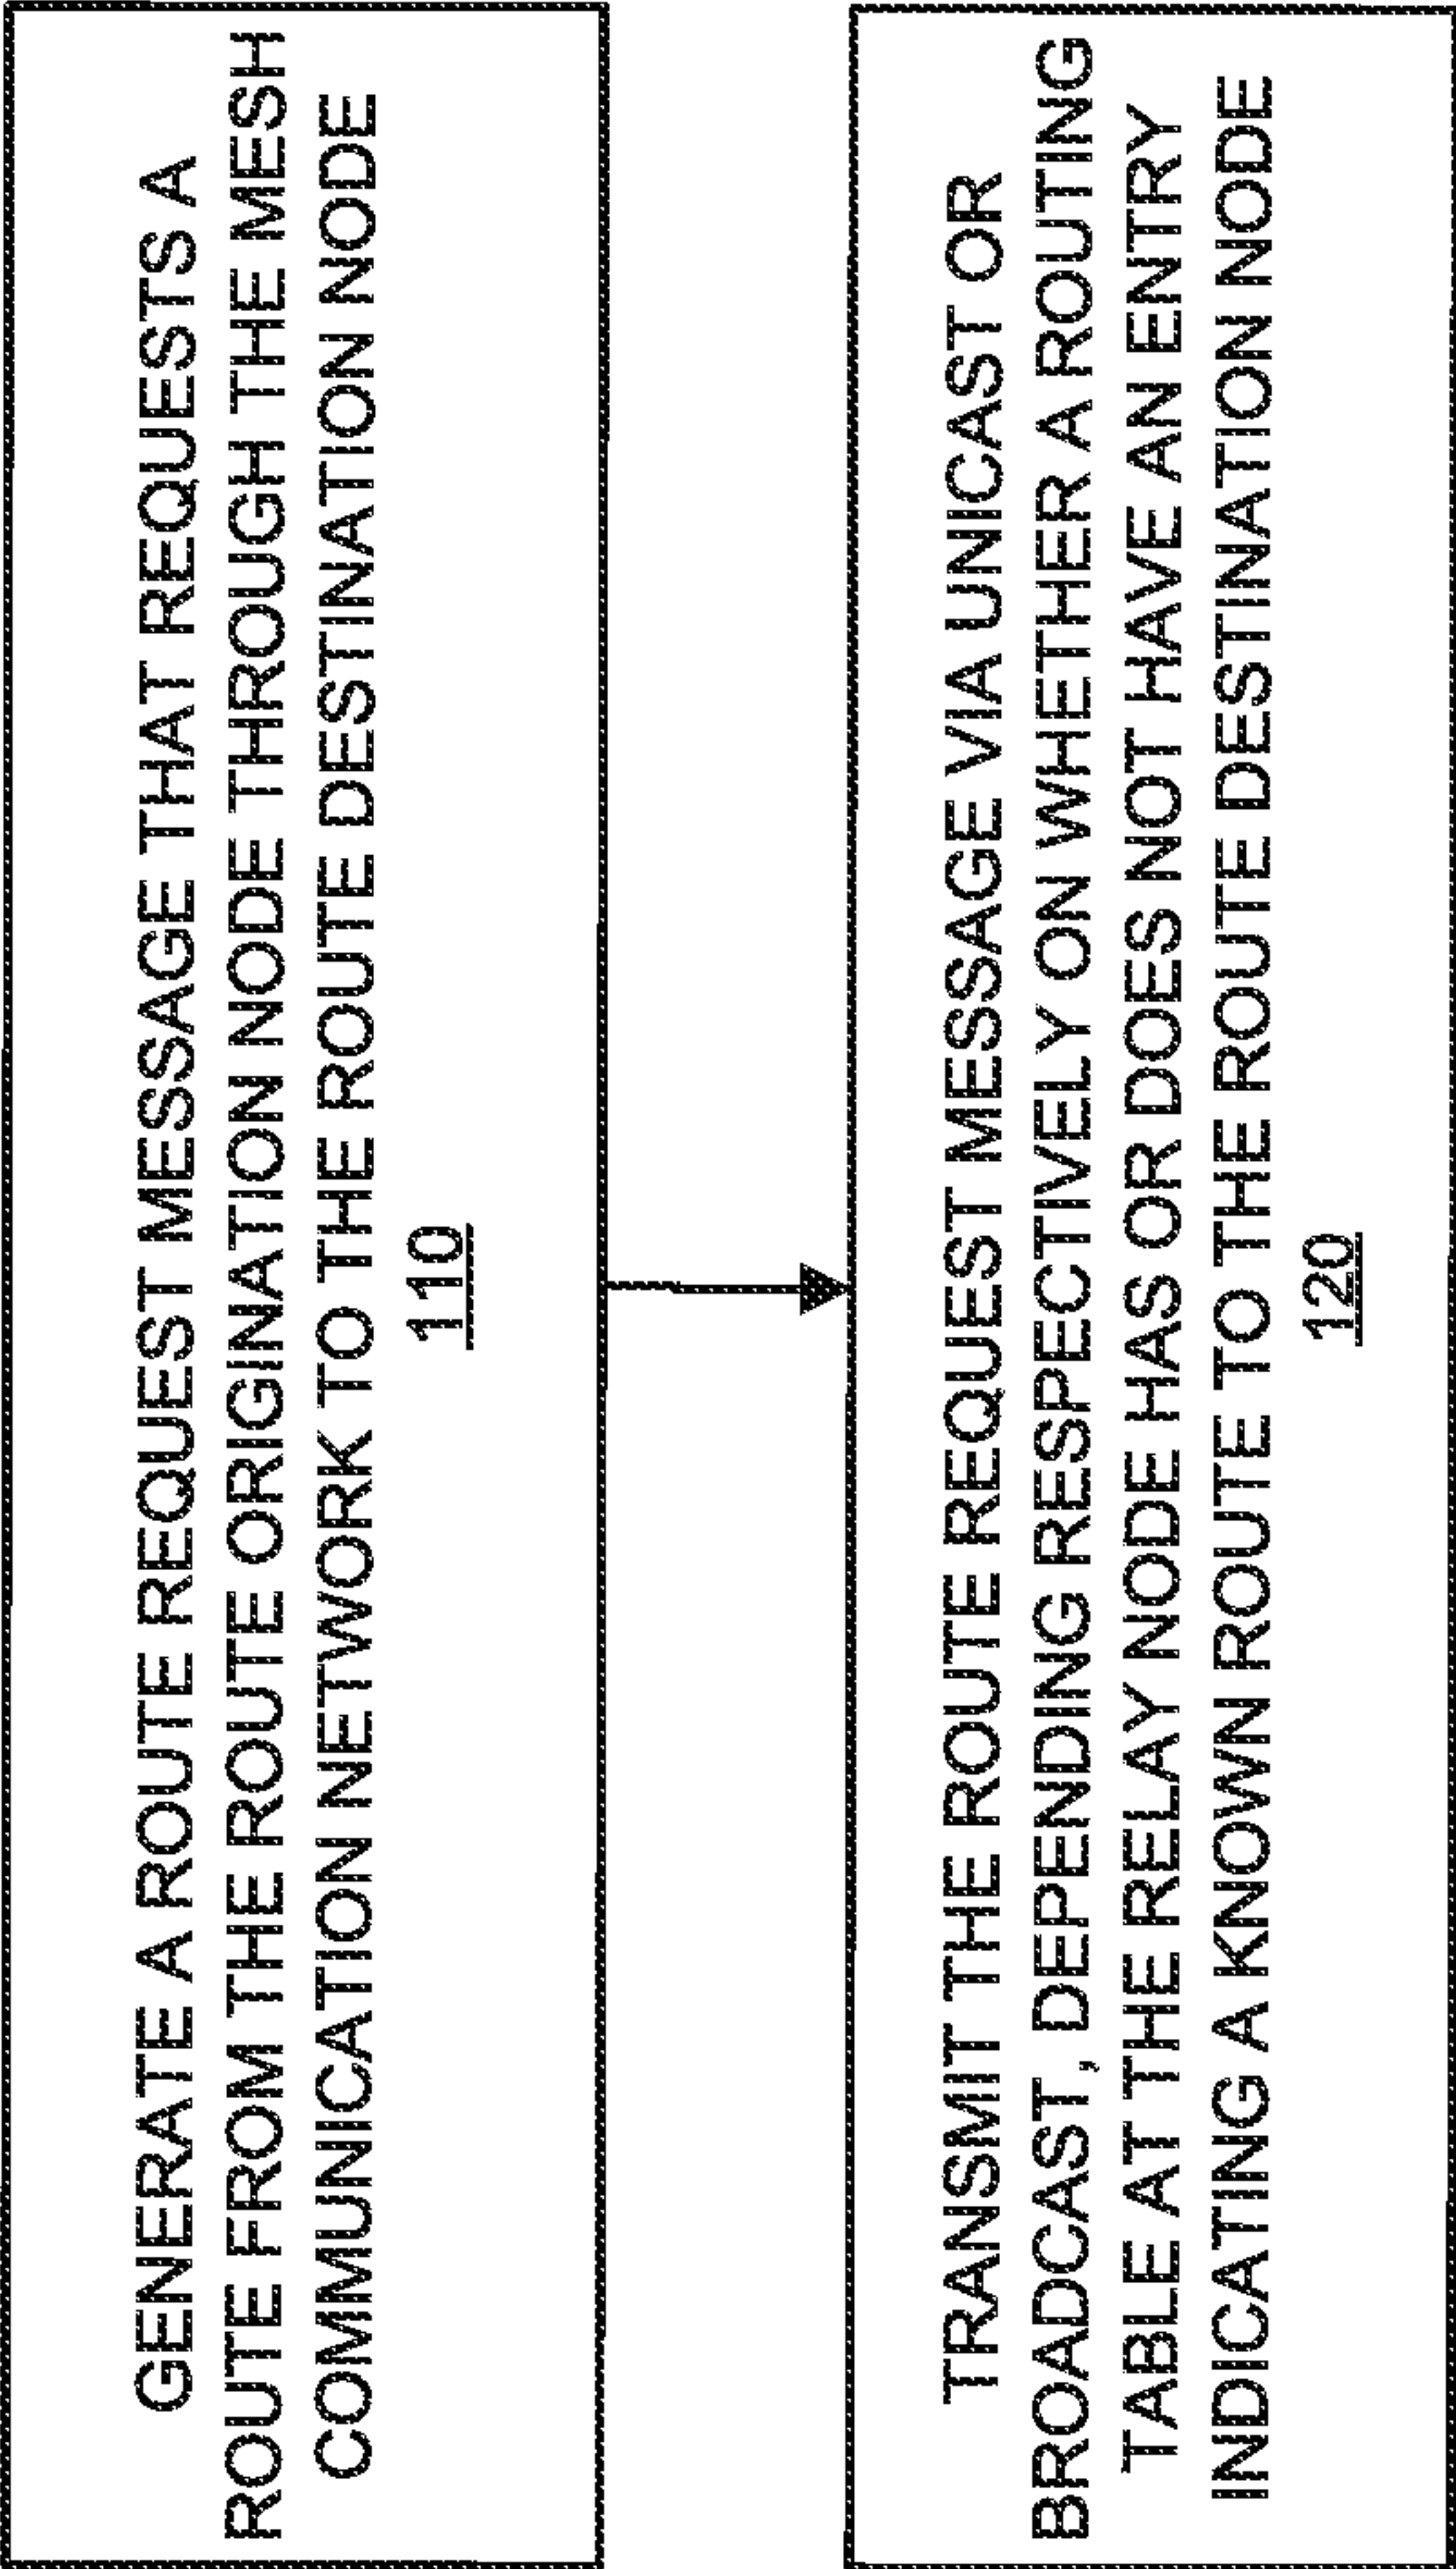 GENERATE A ROUTE REQUEST MESSAGE THAT REQUESTS A
ROUTE FROM THE ROUTE ORIGINATION NODE THROUGH THE MESH
COMMUNICATION NETWORK TO THE ROUTE DESTINATION NODE
110
TRANSMIT THE ROUTE REQUEST MESSAGE VIA UNICAST OR
BROADCAST, DEPENDING RESPECTIVELY ON WHETHER A ROUTING
TABLE AT THE RELAY NODE HAS OR DOES NOT HAVE AN ENTRY
INDICATING A KNOWN ROUTE TO THE ROUTE DESTINATION NODE
120